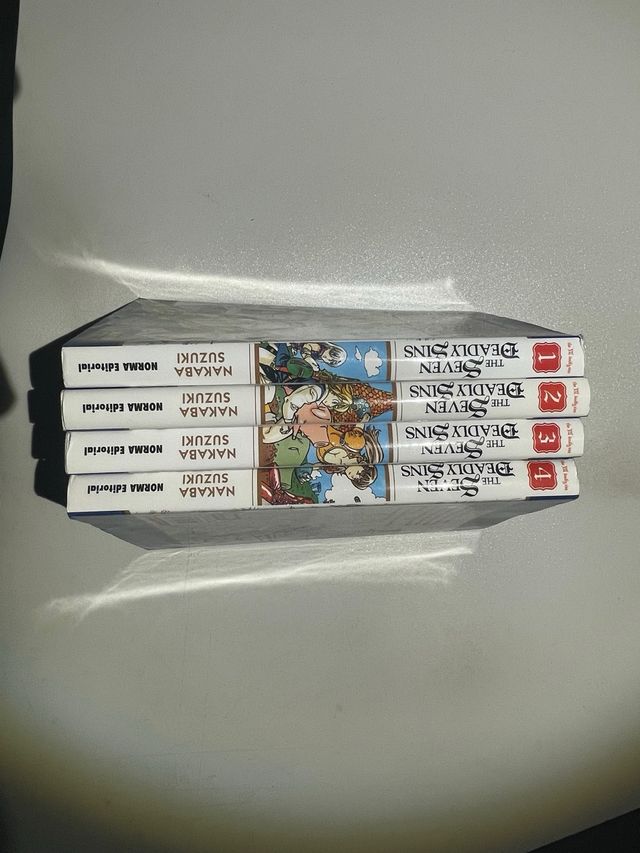 1
THE SEVEN
DEADLY SINS
NAKABA
SUZUKI
NORMA Editorial
2
THE SEVEN
DEADLY SINS
NAKABA
SUZUKI
NORMA Editorial
3
THE SEVEN
DEADLY SINS
NAKABA
SUZUKI
NORMA Editorial
4
THE SEVEN
DEADLY SINS
NAKABA
SUZUKI
NORMA Editorial